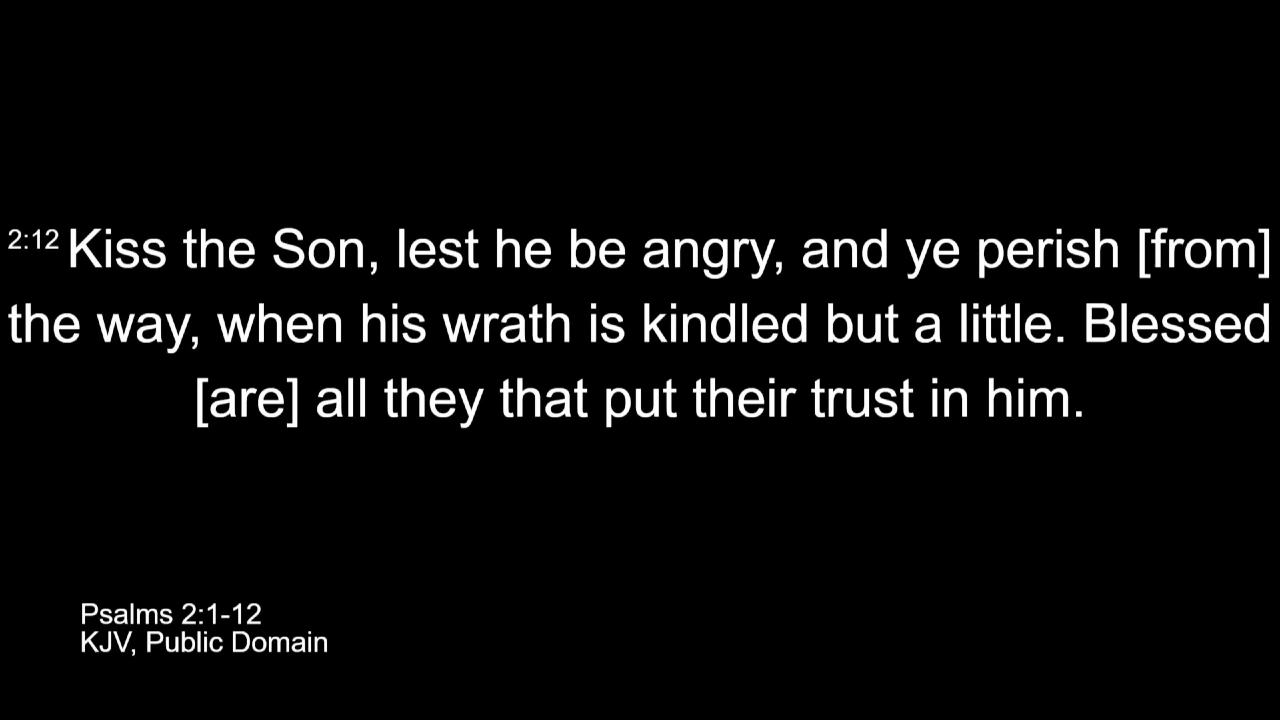 2:12 Kiss the Son, lest he be angry, and ye perish [from]
the way, when his wrath is kindled but a little. Blessed
[are] all they that put their trust in him.
Psalms 2:1-12
KJV, Public Domain